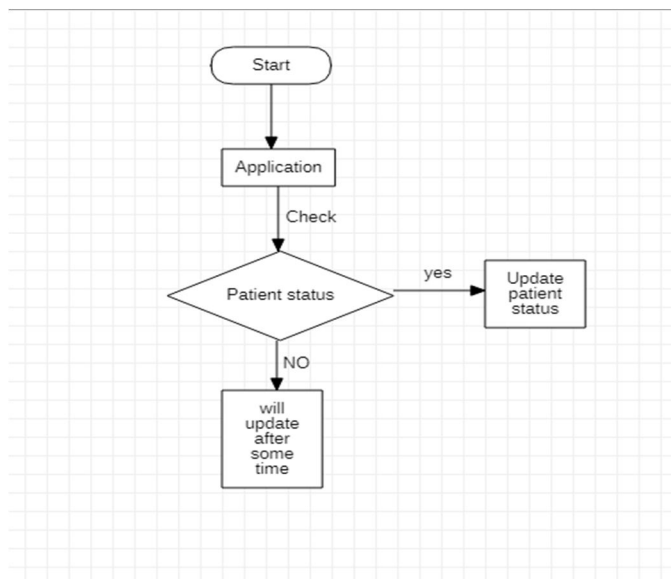 Start
Application
Check
Patient status
yes
Update
patient
status
NO
will
update
after
some
time